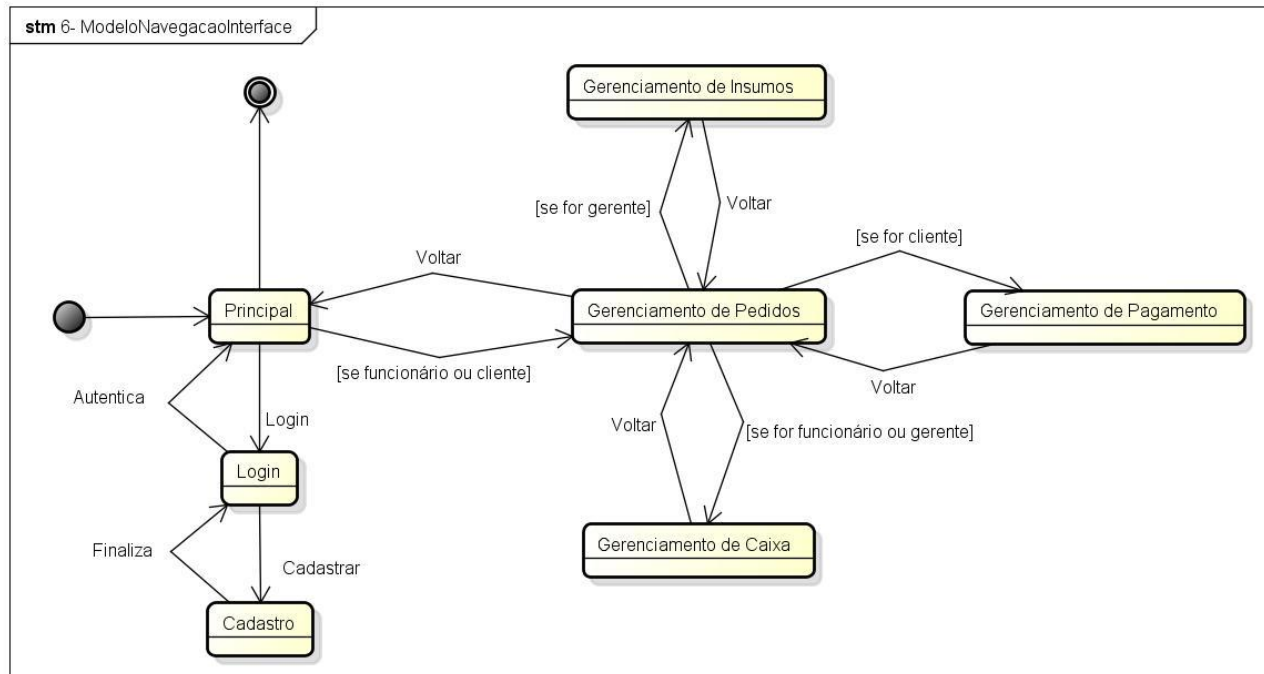 stm 6- ModeloNavegacaoInterface
Gerenciamento de Insumos
[se for gerente]
Voltar
[se for cliente]
Voltar
Principal
Gerenciamento de Pedidos
Gerenciamento de Pagamento
[se funcionário ou cliente]
Voltar
Autentica
Login
Voltar
[se for funcionário ou gerente]
Login
Finaliza
Cadastrar
Gerenciamento de Caixa
Cadastro